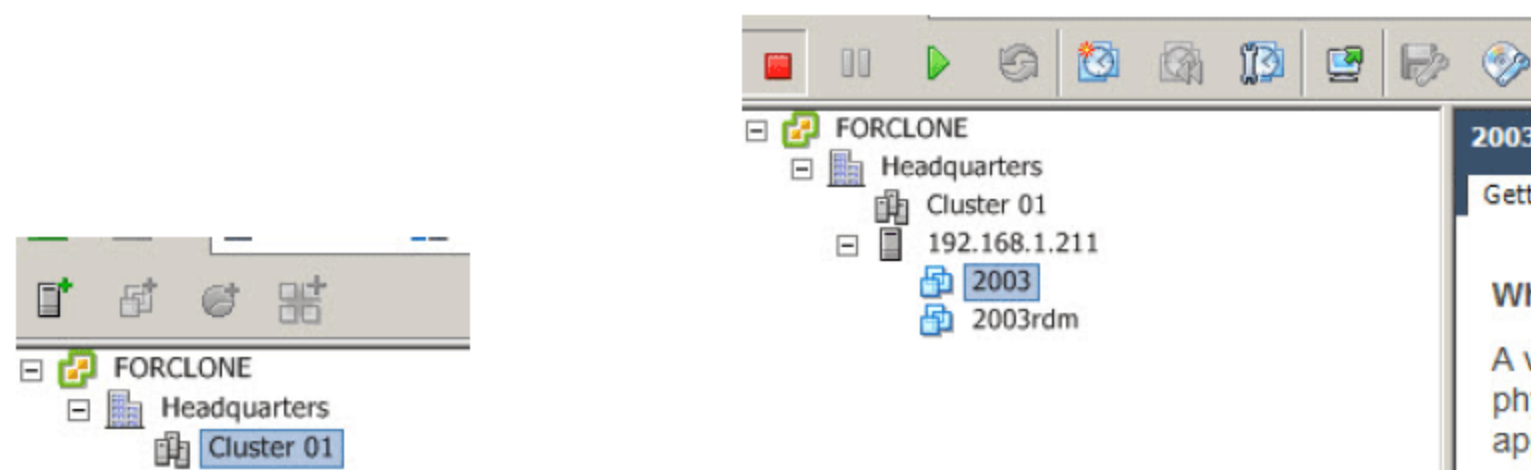 FORCLONE
Headquarters
Cluster 01
FORCLONE
Headquarters
Cluster 01
192.168.1.211
2003
2003rdm
2003
Gett
Wh
A v
ph
ap